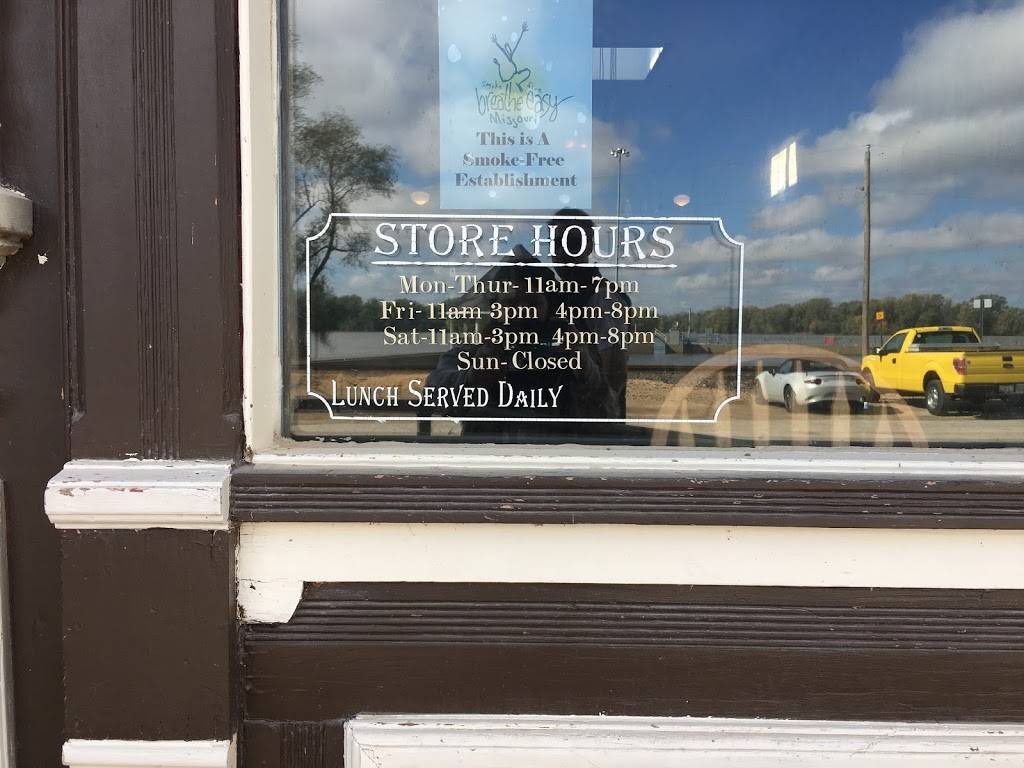 breathe easy
Missouri
This is A
Smoke-Free
Establishment
STORE HOURS
Mon-Thur-11am-7pm
Fri-11am-3pm 4pm-8pm
Sat-11am-3pm 4pm-8pm
Sun-Closed
LUNCH SERVED DAILY